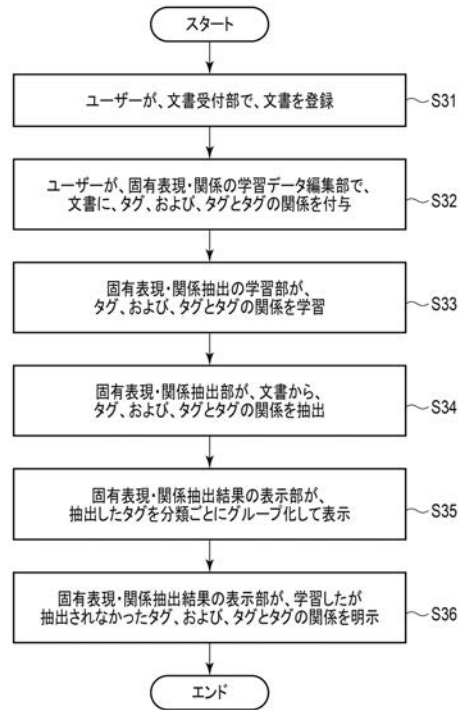 スタート
ユーザーが、文書受付部で、文書を登録
S31
ユーザーが、固有表現・関係の学習データ編集部で、
文書に、タグ、および、タグとタグの関係を付与
S32
固有表現・関係抽出の学習部が、
タグ、および、タグとタグの関係を学習
S33
固有表現・関係抽出部が、文書から、
タグ、および、タグとタグの関係を抽出
S34
固有表現・関係抽出結果の表示部が、
抽出したタグを分類ごとにグループ化して表示
S35
固有表現・関係抽出結果の表示部が、学習したが
抽出されなかったタグ、および、タグとタグの関係を明示
S36
エンド